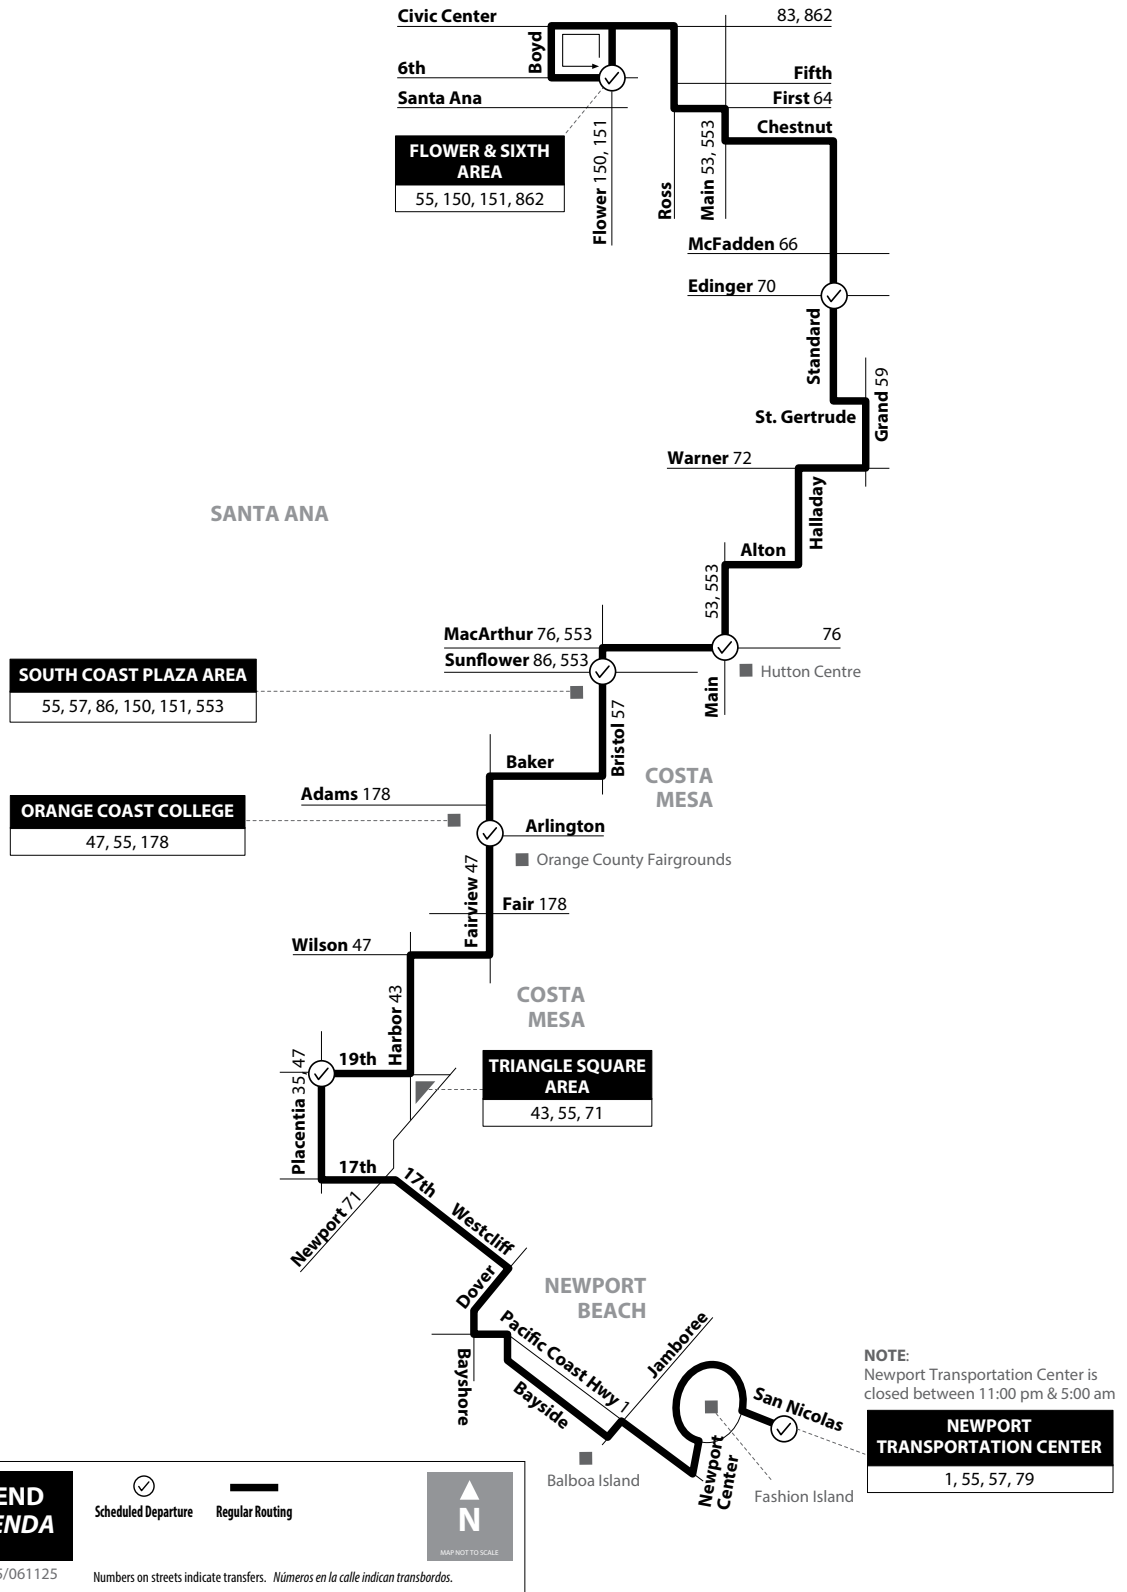 Civic Center
83, 862
Boyd
6th
Fifth
Santa Ana
First 64
Chestnut
FLOWER & SIXTH
AREA
55, 150, 151, 862
Flower 150, 151
Ross
Main 53, 553
McFadden 66
Edinger 70
Standard
St. Gertrude
Grand 59
Warner 72
Halladay
SANTA ANA
Alton
53, 553
MacArthur 76, 553
76
Sunflower 86, 553
Hutton Centre
Main
SOUTH COAST PLAZA AREA
55, 57, 86, 150, 151, 553
Bristol 57
Baker
COSTA
MESA
Adams 178
ORANGE COAST COLLEGE
47, 55, 178
Arlington
Orange County Fairgrounds
Fairview 47
Fair 178
Wilson 47
Harbor 43
COSTA
MESA
19th
Placentia 35, 47
TRIANGLE SQUARE
AREA
43, 55, 71
17th
17th
Newport 71
Westcliff
Dover
NEWPORT
BEACH
Pacific Coast Hwy 1
Jamboree
Bayshore
Bayside
San Nicolas
NOTE:
Newport Transportation Center is
closed between 11:00 pm & 5:00 am
NEWPORT
TRANSPORTATION CENTER
1, 55, 57, 79
Balboa Island
Newport
Center
Fashion Island
END
ENDA
Scheduled Departure
Regular Routing
N
MAP NOT TO SCALE
5/061125
Numbers on streets indicate transfers. Números en la calle indican transbordos.